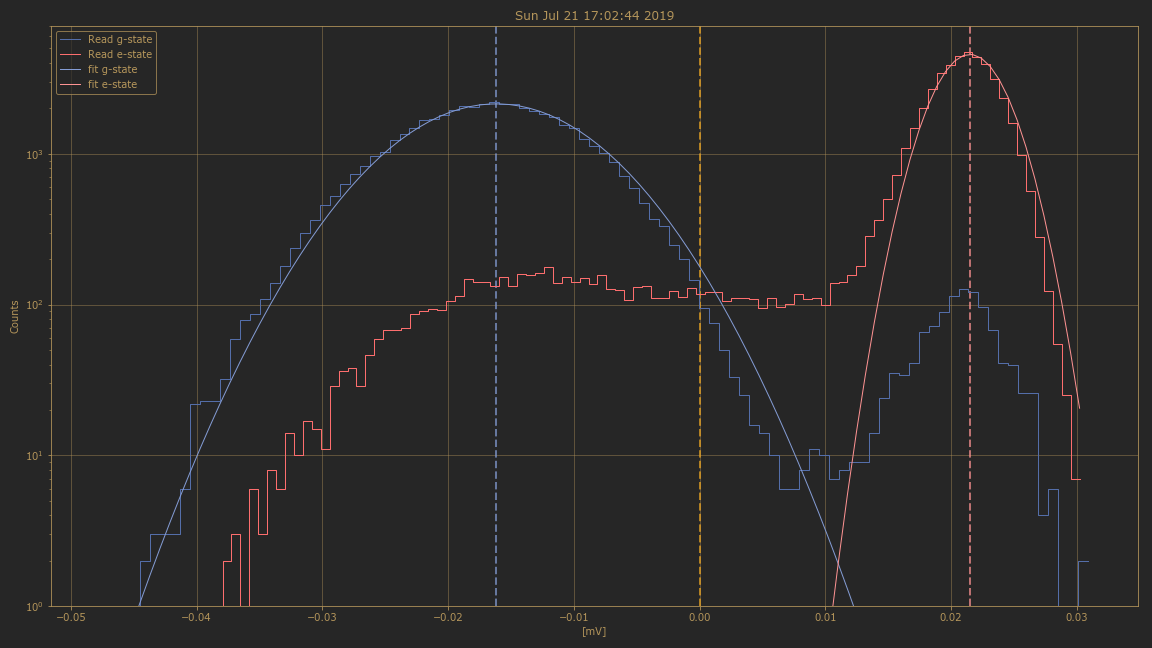 Sun Jul 21 17:02:44 2019
Read g-state
Read e-state
fit g-state
fit e-state
Counts
10³
10²
10¹
10⁰
−0.05 −0.04 −0.03 −0.02 −0.01 0.00 0.01 0.02 0.03
[mV]